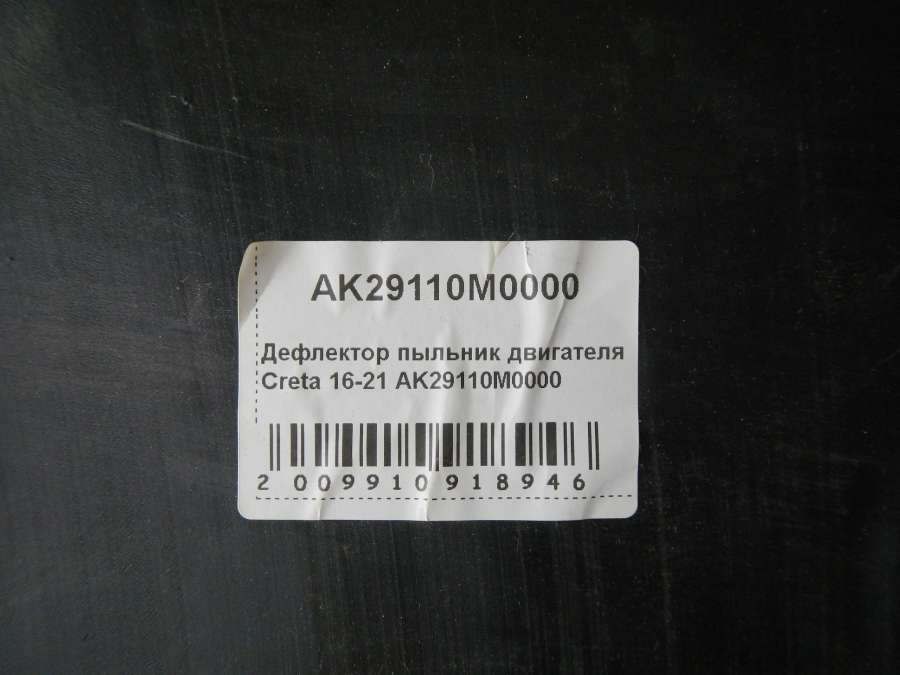 AK29110M0000
Дефлектор пыльник двигателя
Creta 16-21 AK29110M0000
2 009910 918946